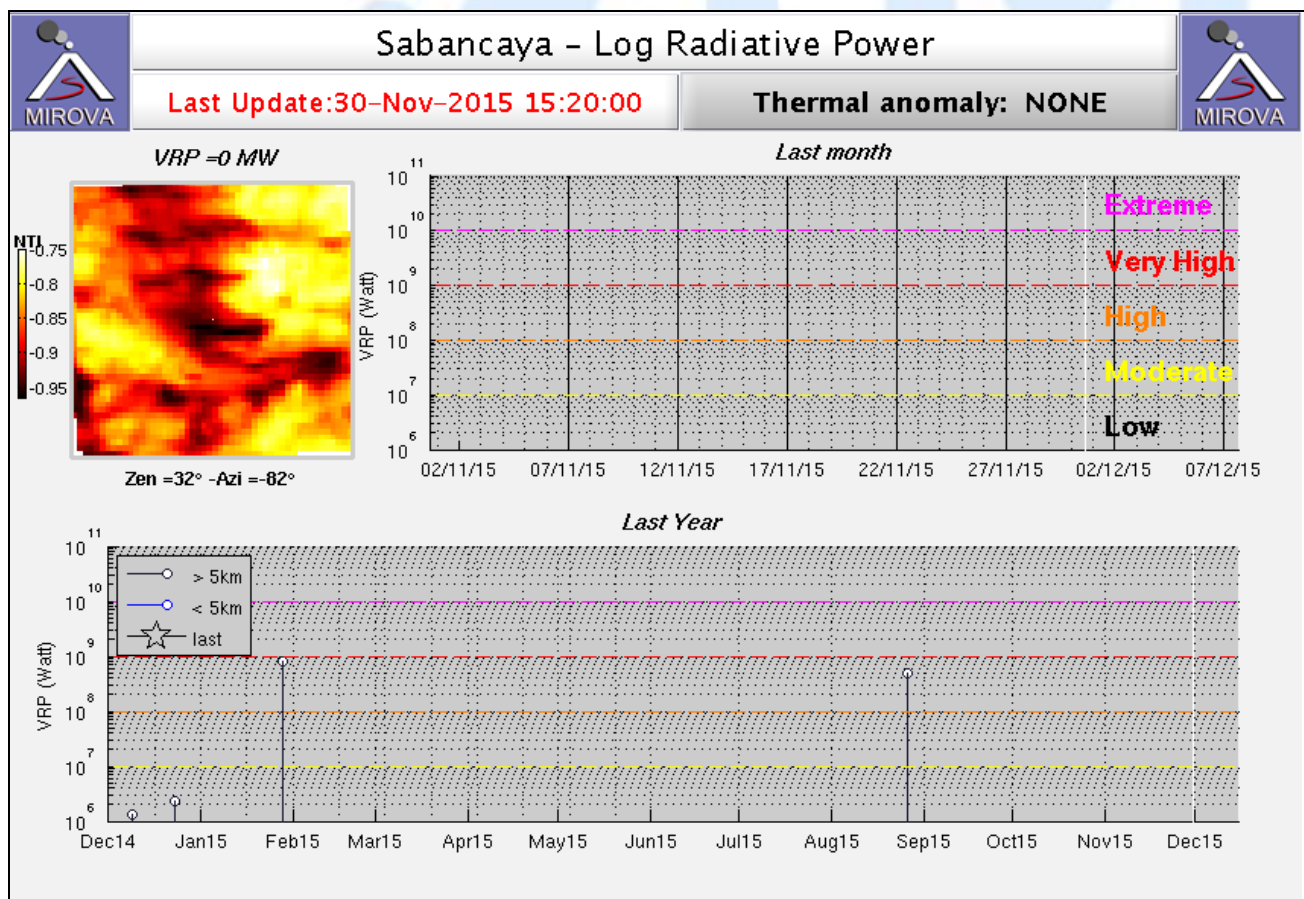 Sabancaya – Log Radiative Power
MIROVA
Last Update:30-Nov-2015 15:20:00
Thermal anomaly: NONE
MIROVA
VRP =0 MW
NTI
-0.75
-0.8
-0.85
-0.9
-0.95
Zen =32° -Azi =-82°
Last month
VRP (Watt)
10^11
10^10
10^9
10^8
10^7
10^6
Extreme
Very High
High
Moderate
Low
02/11/15 07/11/15 12/11/15 17/11/15 22/11/15 27/11/15 02/12/15 07/12/15
Last Year
VRP (Watt)
10^11
10^10
10^9
10^8
10^7
10^6
> 5km
< 5km
last
Dec14 Jan15 Feb15 Mar15 Apr15 May15 Jun15 Jul15 Aug15 Sep15 Oct15 Nov15 Dec15